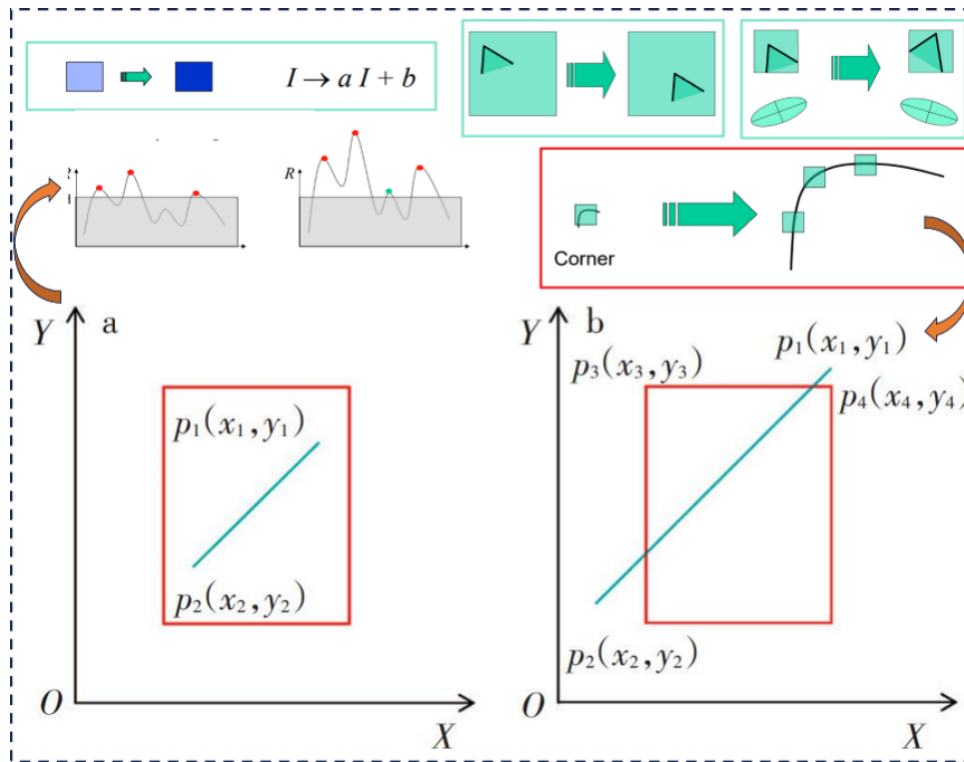 I → a I + b
R
Corner
Y
a
p1(x1, y1)
p2(x2, y2)
O
X
Y
b
p1(x1, y1)
p3(x3, y3)
p4(x4, y4)
p2(x2, y2)
X
O